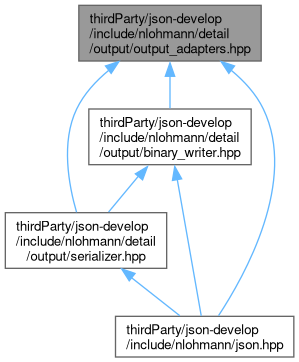 thirdParty/json-develop
/include/nlohmann/detail
/output/output_adapters.hpp
thirdParty/json-develop
/include/nlohmann/detail
/output/binary_writer.hpp
thirdParty/json-develop
/include/nlohmann/detail
/output/serializer.hpp
thirdParty/json-develop
/include/nlohmann/json.hpp